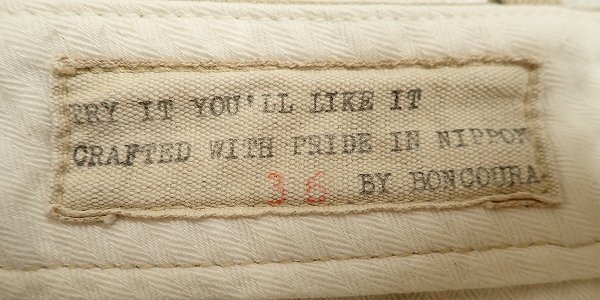 TRY IT YOU'LL LIKE IT
CRAFTED WITH PRIDE IN NIPPON
36 BY BONCOURA